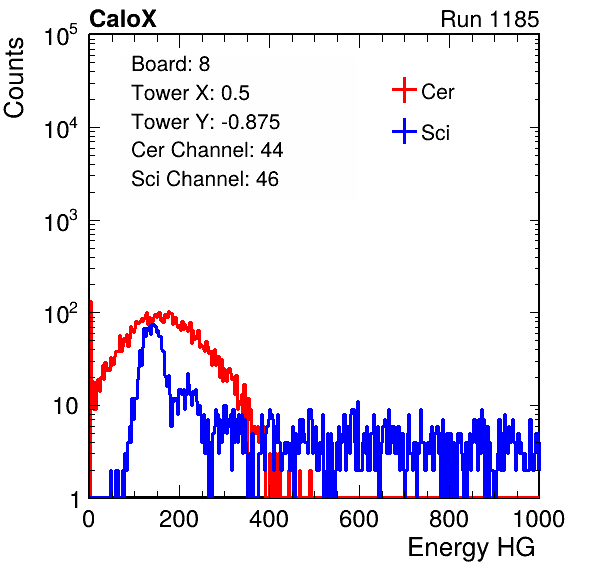 CaloX Run 1185
Counts
Board: 8
Tower X: 0.5
Tower Y: -0.875
Cer Channel: 44
Sci Channel: 46
Cer
Sci
10^5
10^4
10^3
10^2
10
1
0 200 400 600 800 1000
Energy HG